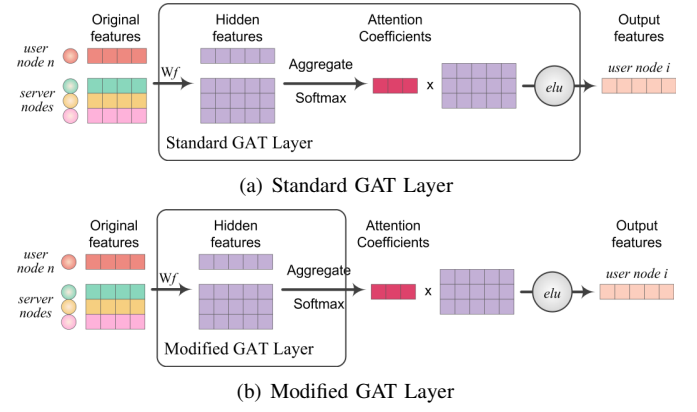 Original features
Hidden features
Attention Coefficients
Output features
user node n
server nodes
Wf
Aggregate
Softmax
x
elu
user node i
Standard GAT Layer
(a) Standard GAT Layer
Original features
Hidden features
Attention Coefficients
Output features
user node n
server nodes
Wf
Aggregate
Softmax
x
elu
user node i
Modified GAT Layer
(b) Modified GAT Layer